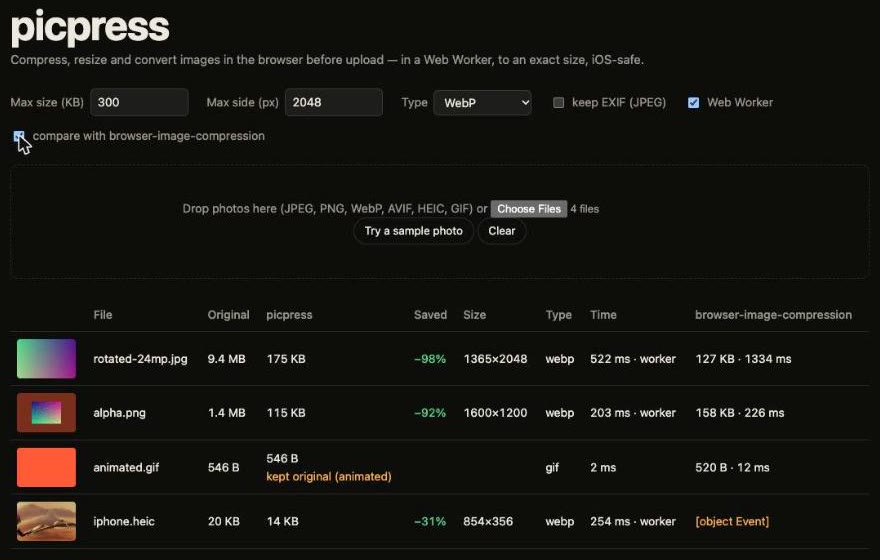 picpress
Compress, resize and convert images in the browser before upload — in a Web Worker, to an exact size, iOS-safe.
Max size (KB) 300 Max side (px) 2048 Type WebP keep EXIF (JPEG) Web Worker
compare with browser-image-compression
Drop photos here (JPEG, PNG, WebP, AVIF, HEIC, GIF) or Choose Files 4 files
Try a sample photo Clear
File Original picpress Saved Size Type Time browser-image-compression
rotated-24mp.jpg 9.4 MB 175 KB −98% 1365×2048 webp 522 ms · worker 127 KB · 1334 ms
alpha.png 1.4 MB 115 KB −92% 1600×1200 webp 203 ms · worker 158 KB · 226 ms
animated.gif 546 B 546 B gif 2 ms 520 B · 12 ms
kept original (animated)
iphone.heic 20 KB 14 KB −31% 854×356 webp 254 ms · worker [object Event]